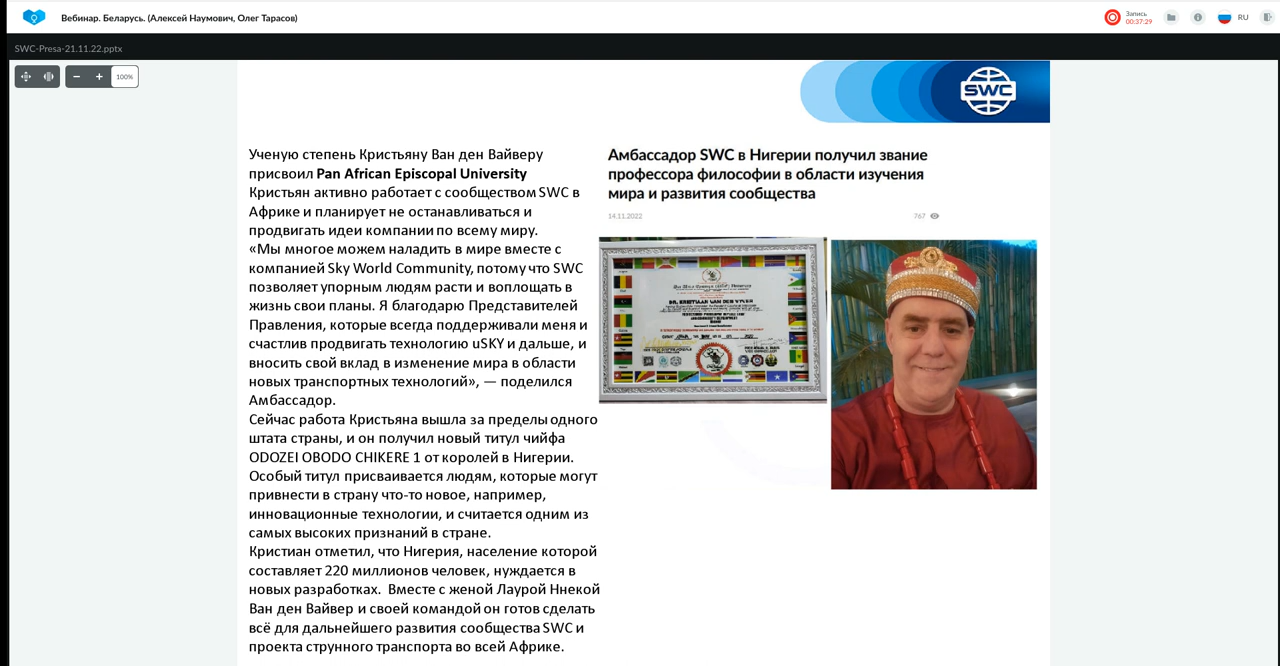 Вебинар. Беларусь. (Алексей Наумович, Олег Тарасов)
Запись
00:37:29
RU
SWC-Presa-21.11.22.pptx
100%
SWC
Ученую степень Кристьяну Ван ден Вайверу
присвоил Pan African Episcopal University
Кристьян активно работает с сообществом SWC в
Африке и планирует не останавливаться и
продвигать идеи компании по всему миру.
«Мы многое можем наладить в мире вместе с
компанией Sky World Community, потому что SWC
позволяет упорным людям расти и воплощать в
жизнь свои планы. Я благодарю Представителей
Правления, которые всегда поддерживали меня и
счастлив продвигать технологию uSKY и дальше, и
вносить свой вклад в изменение мира в области
новых транспортных технологий», — поделился
Амбассадор.
Сейчас работа Кристьяна вышла за пределы одного
штата страны, и он получил новый титул чийфа
ODOZEI OBODO CHIKERE 1 от королей в Нигерии.
Особый титул присваивается людям, которые могут
привнести в страну что-то новое, например,
инновационные технологии, и считается одним из
самых высоких признаний в стране.
Кристиан отметил, что Нигерия, население которой
составляет 220 миллионов человек, нуждается в
новых разработках. Вместе с женой Лаурой Ннекой
Ван ден Вайвер и своей командой он готов сделать
всё для дальнейшего развития сообщества SWC и
проекта струнного транспорта во всей Африке.
Амбассадор SWC в Нигерии получил звание
профессора философии в области изучения
мира и развития сообщества
14.11.2022
767
DR. KRISTIAAN VAN DEN VYVER